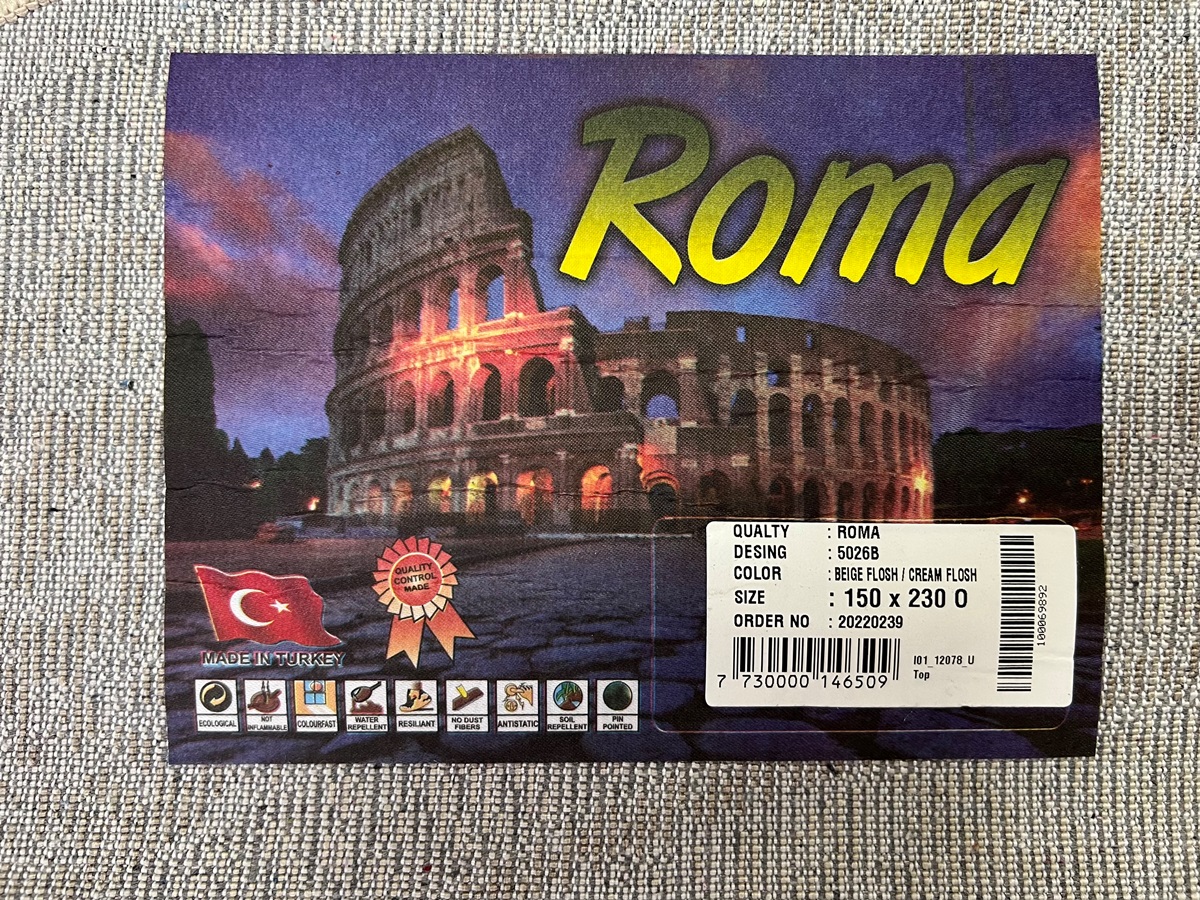 Roma
QUALTY : ROMA
DESING : 5026B
COLOR : BEIGE FLOSH / CREAM FLOSH
SIZE : 150 x 230 O
ORDER NO : 20220239
7 730000 146509
I01_12078_U
Top
100069892
QUALITY
CONTROL
MADE
MADE IN TURKEY
ECOLOGICAL
NOT
INFLAMMABLE
COLOURFAST
WATER
REPELLENT
RESILIANT
NO DUST
FIBERS
ANTISTATIC
SOIL
REPELLENT
PIN
POINTED